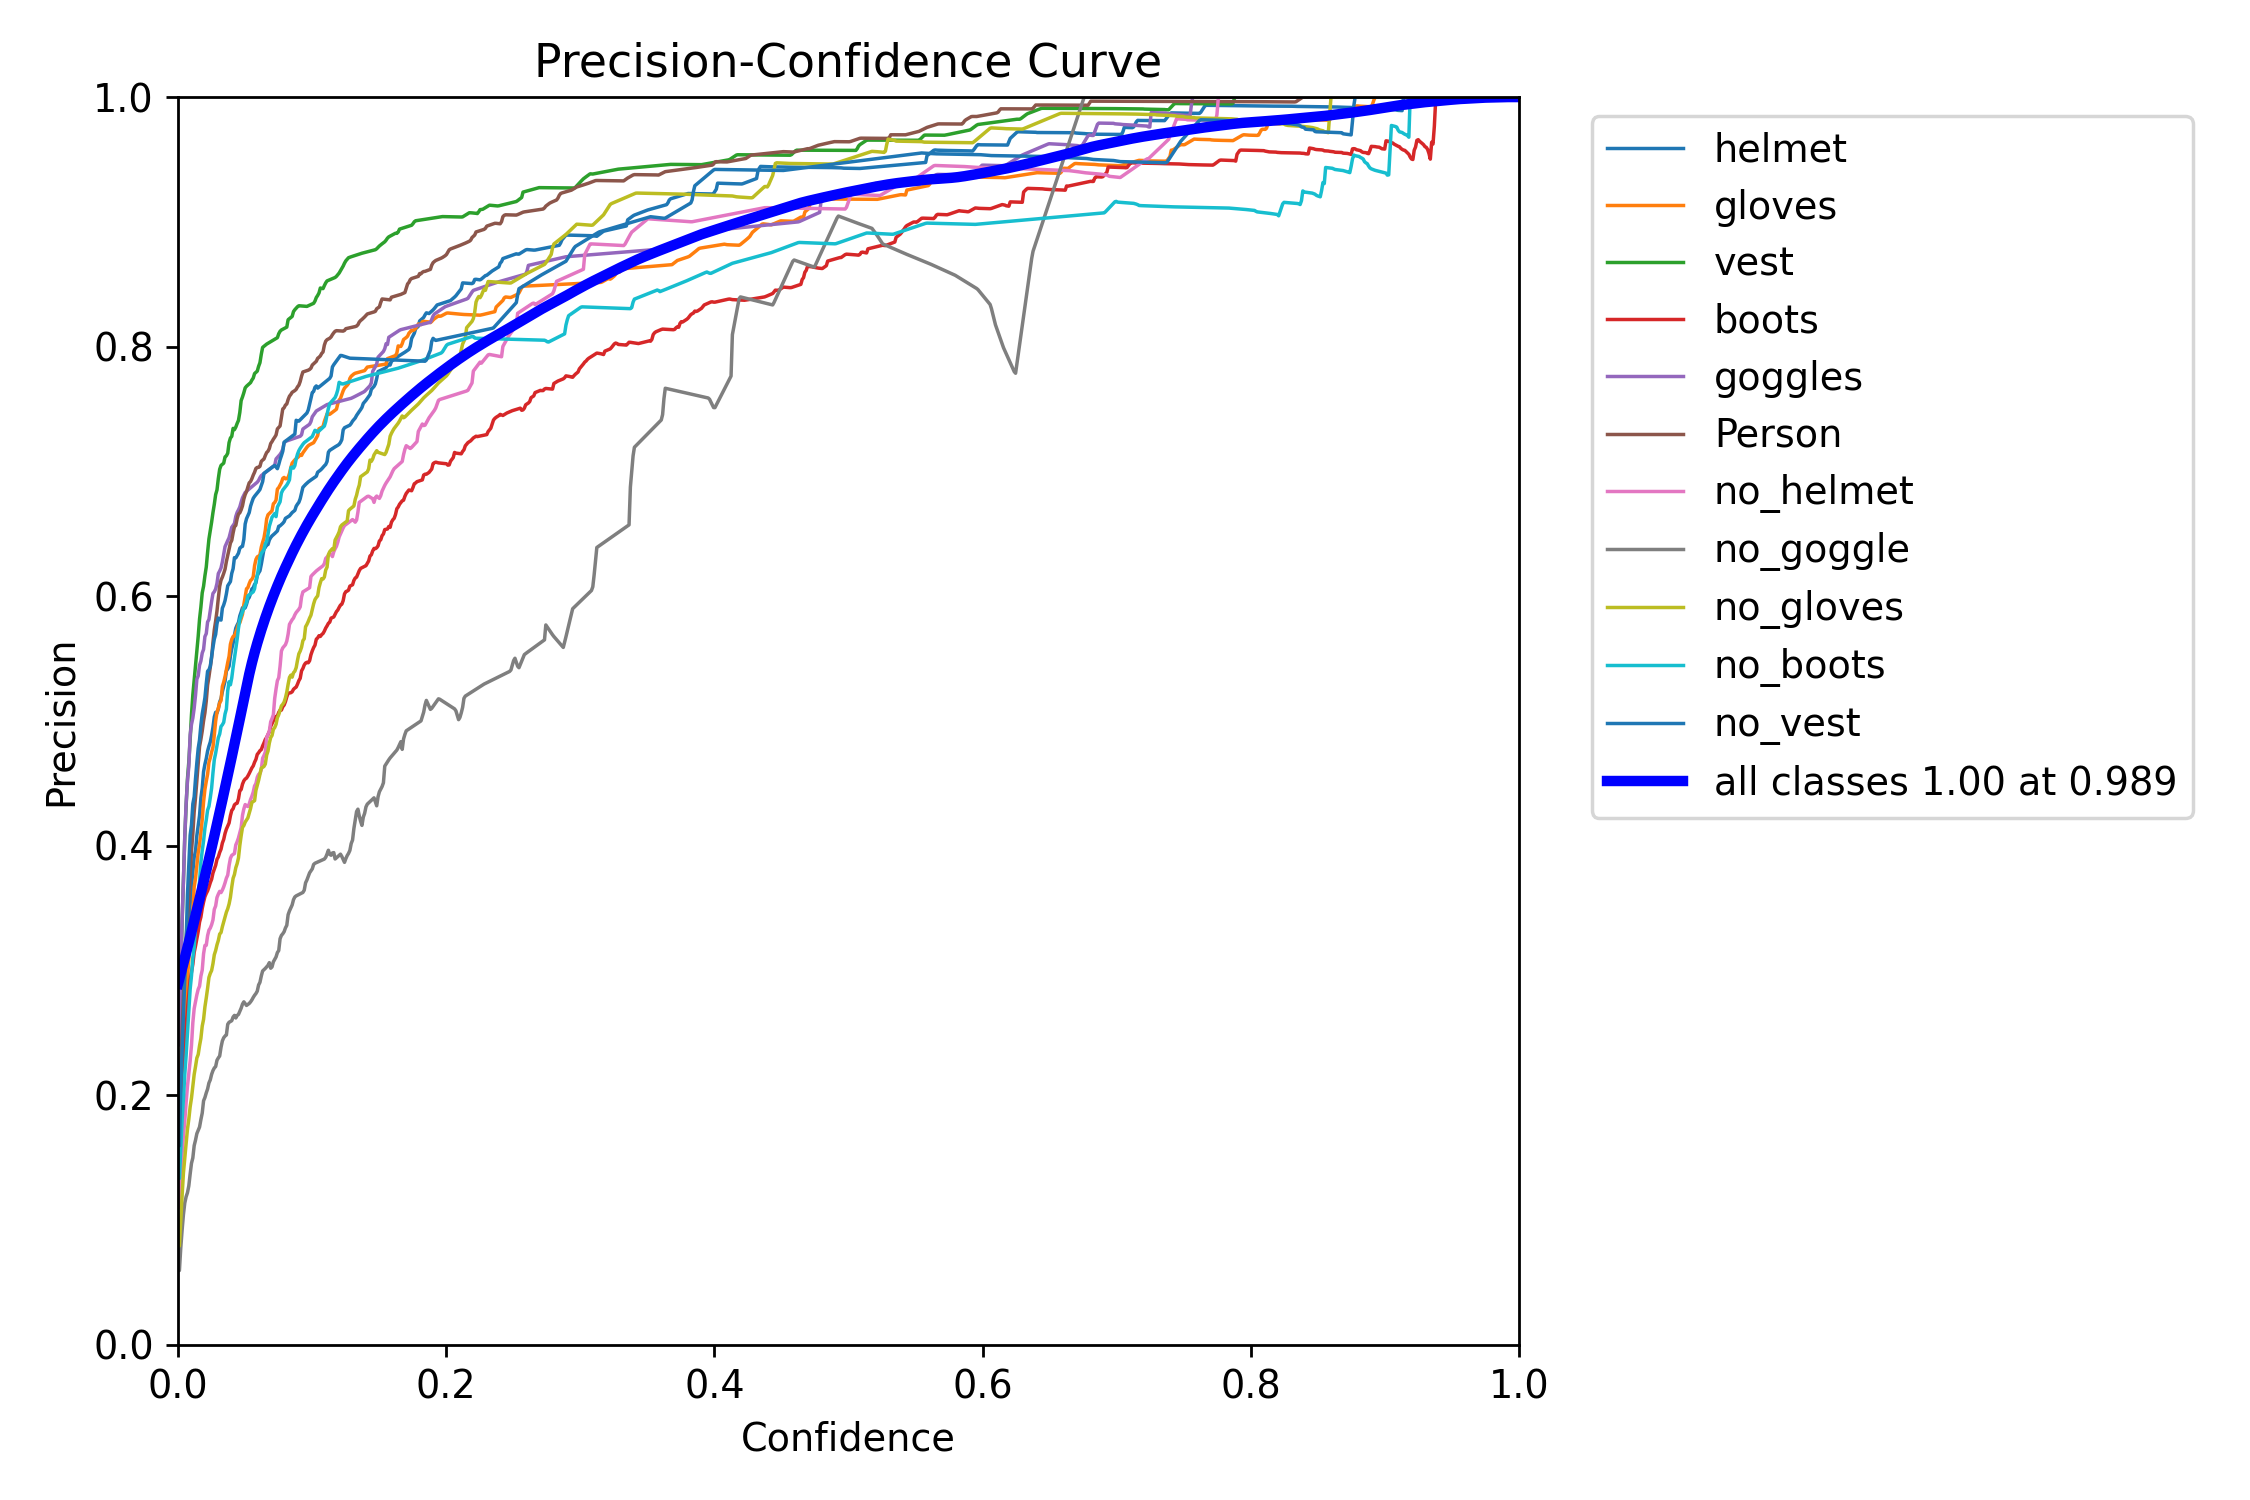 Precision-Confidence Curve
1.0
0.8
0.6
0.4
0.2
0.0
Precision
0.0 0.2 0.4 0.6 0.8 1.0
Confidence
helmet
gloves
vest
boots
goggles
Person
no_helmet
no_goggle
no_gloves
no_boots
no_vest
all classes 1.00 at 0.989